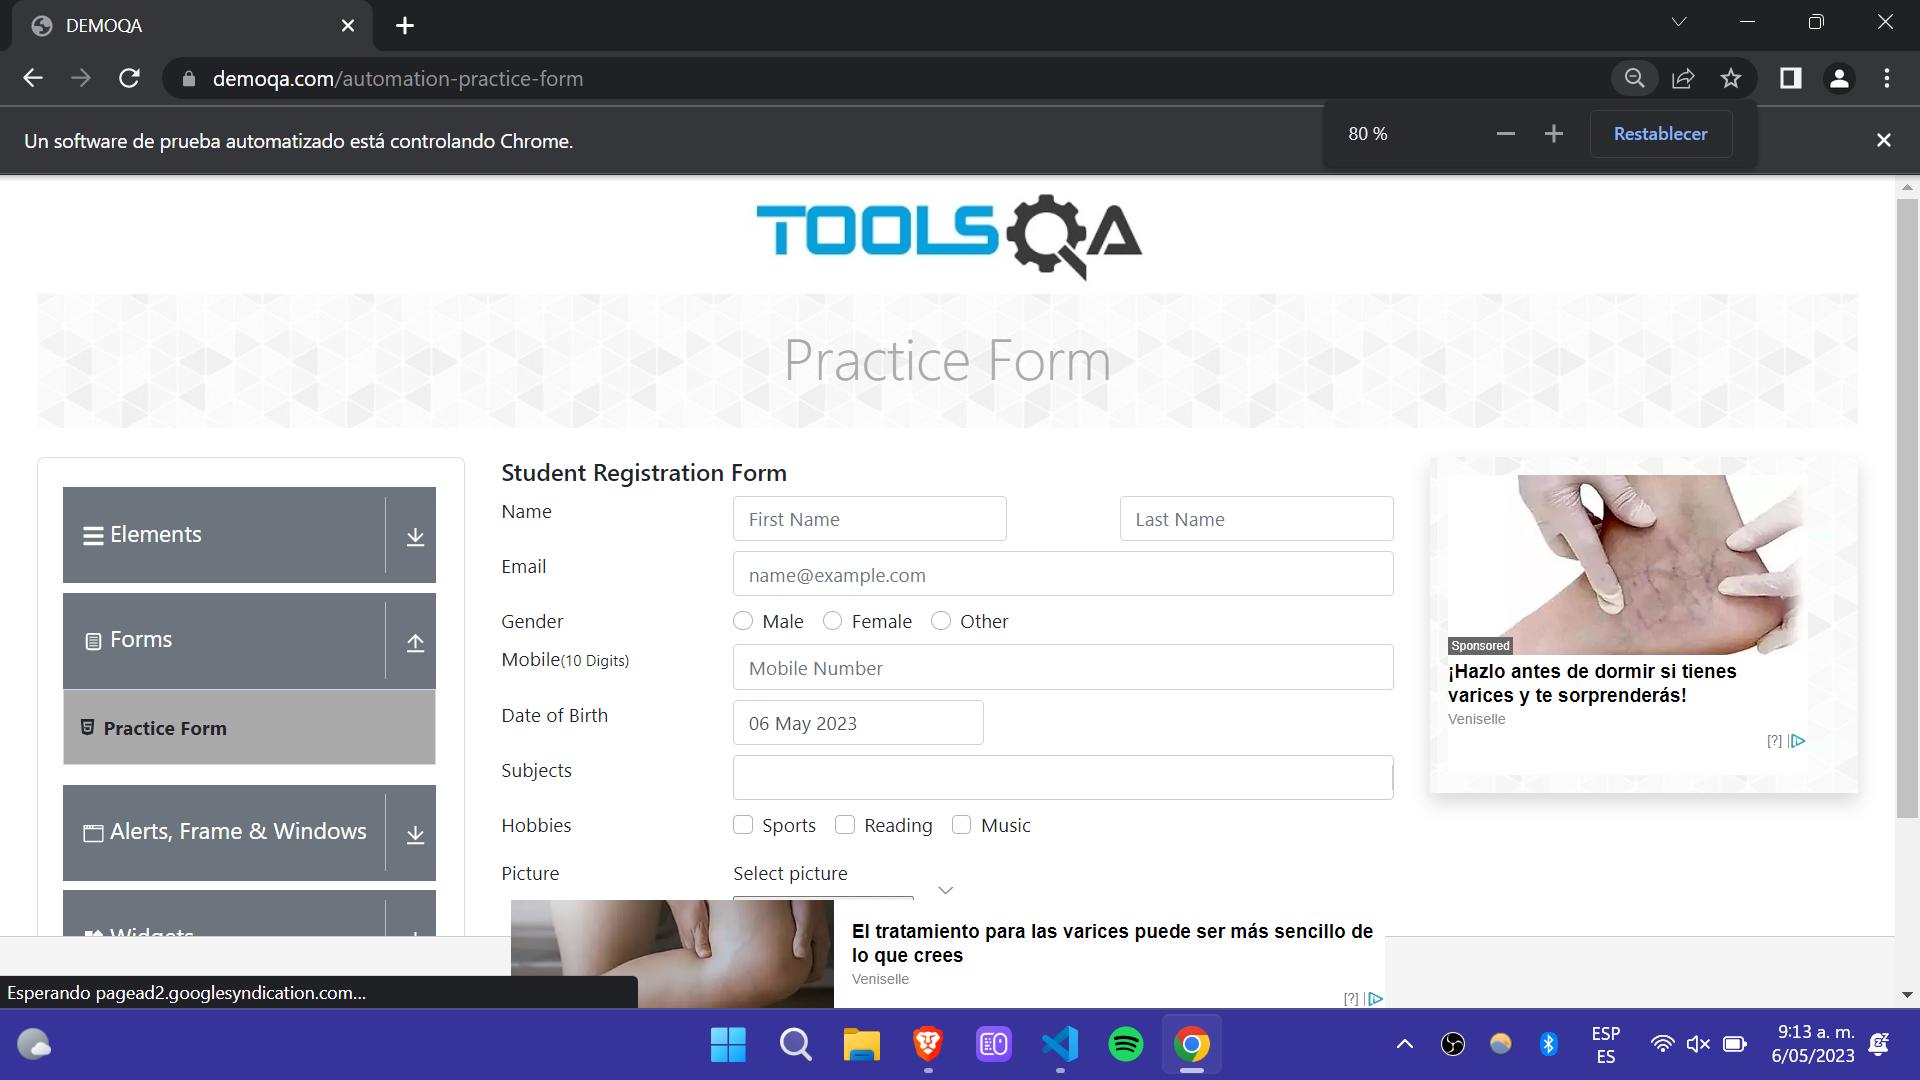 DEMOQA
demoqa.com/automation-practice-form
Un software de prueba automatizado está controlando Chrome.
80 %
Restablecer
TOOLSQA
Practice Form
Elements
Forms
Practice Form
Alerts, Frame & Windows
Widgets
Student Registration Form
Name
First Name
Last Name
Email
name@example.com
Gender
Male
Female
Other
Mobile(10 Digits)
Mobile Number
Date of Birth
06 May 2023
Subjects
Hobbies
Sports
Reading
Music
Picture
Select picture
Sponsored
¡Hazlo antes de dormir si tienes
varices y te sorprenderás!
Veniselle
[?]
El tratamiento para las varices puede ser más sencillo de
lo que crees
Veniselle
[?]
Esperando pagead2.googlesyndication.com...
ESP
ES
9:13 a. m.
6/05/2023